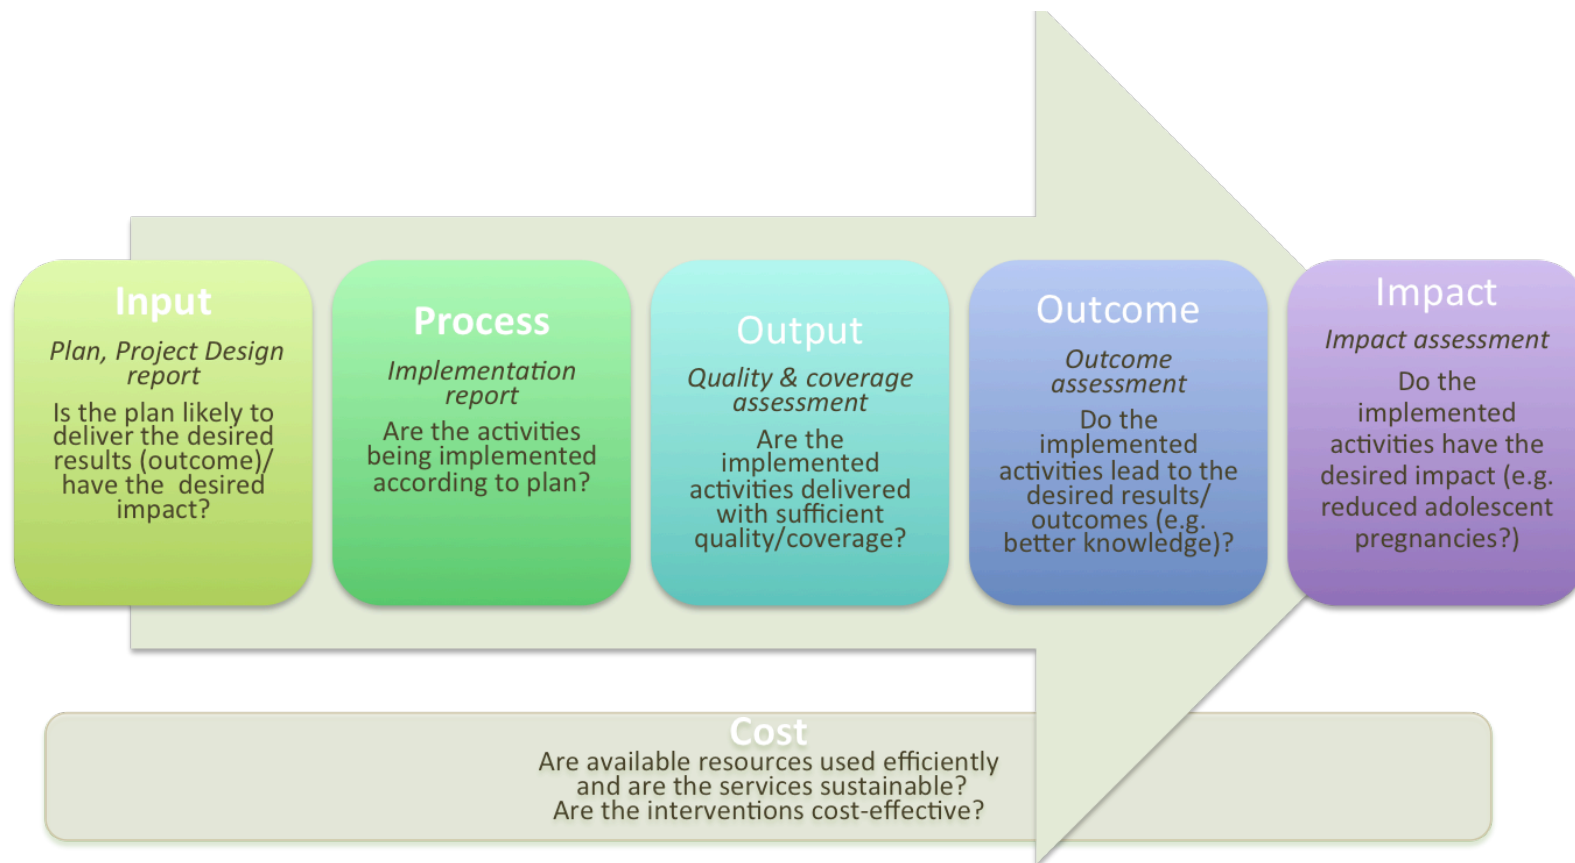 Input
Plan, Project Design
report
Is the plan likely to
deliver the desired
results (outcome)/
have the  desired
impact?
Process
Implementation
report
Are the activities
being implemented
according to plan?
Output
Quality & coverage
assessment
Are the
implemented
activities delivered
with sufficient
quality/coverage?
Outcome
Outcome
assessment
Do the
implemented
activities lead to the
desired results/
outcomes (e.g.
better knowledge)?
Impact
Impact assessment
Do the
implemented
activities have the
desired impact (e.g.
reduced adolescent
pregnancies?)
Cost
Are available resources used efficiently
and are the services sustainable?
Are the interventions cost-effective?